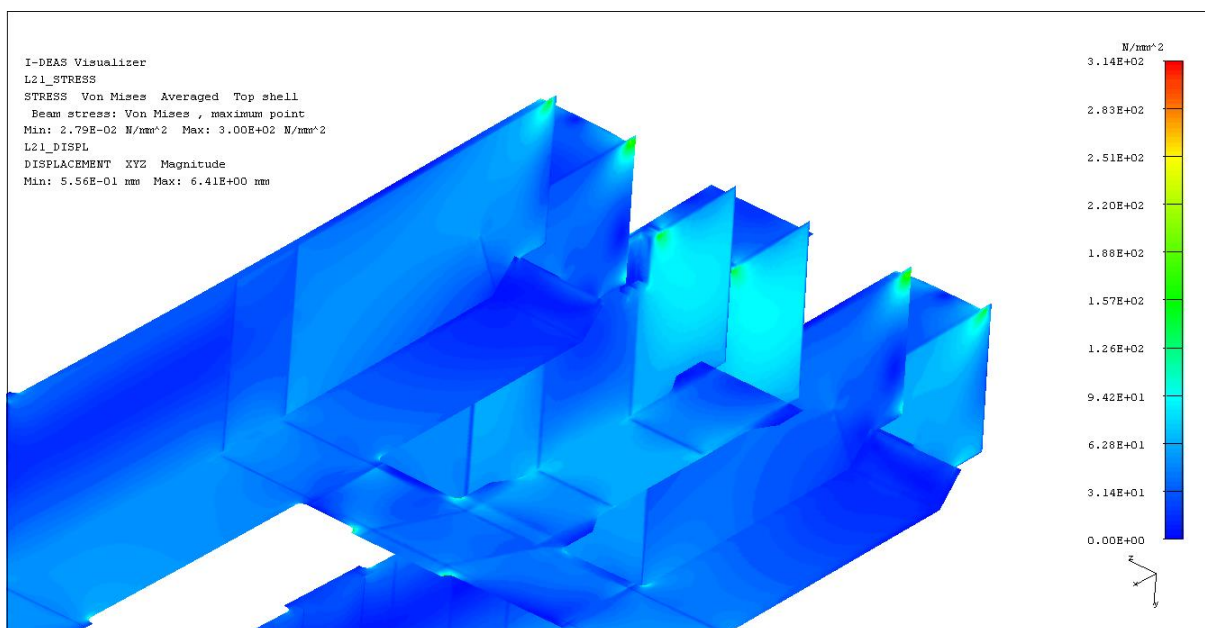 I-DEAS Visualizer
L21_STRESS
STRESS Von Mises Averaged Top shell
Beam stress: Von Mises , maximum point
Min: 2.79E-02 N/mm^2 Max: 3.00E+02 N/mm^2
L21_DISPL
DISPLACEMENT XYZ Magnitude
Min: 5.56E-01 mm Max: 6.41E+00 mm
N/mm^2
3.14E+02
2.83E+02
2.51E+02
2.20E+02
1.88E+02
1.57E+02
1.26E+02
9.42E+01
6.28E+01
3.14E+01
0.00E+00
z
x
y